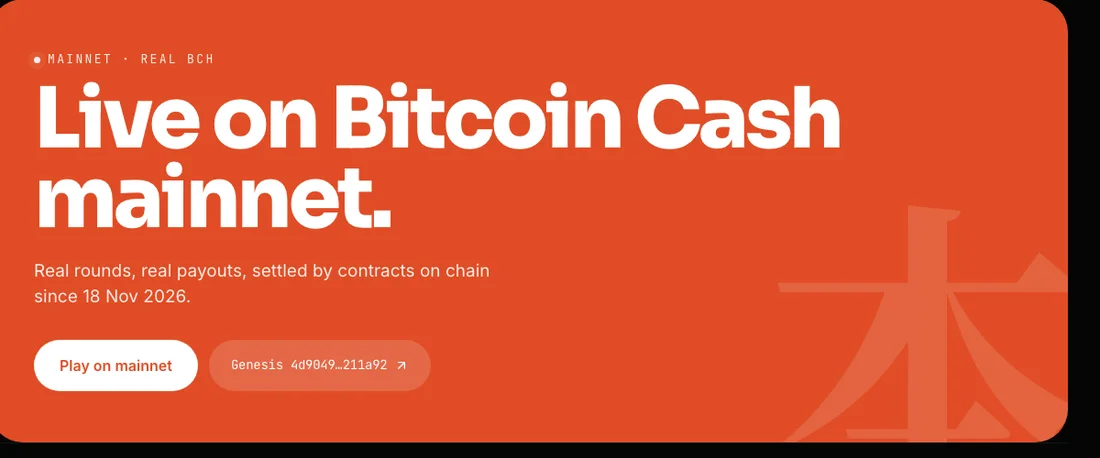 MAINNET · REAL BCH
Live on Bitcoin Cash
mainnet.
Real rounds, real payouts, settled by contracts on chain
since 18 Nov 2026.
Play on mainnet
Genesis 4d9049…211a92 ↗
本